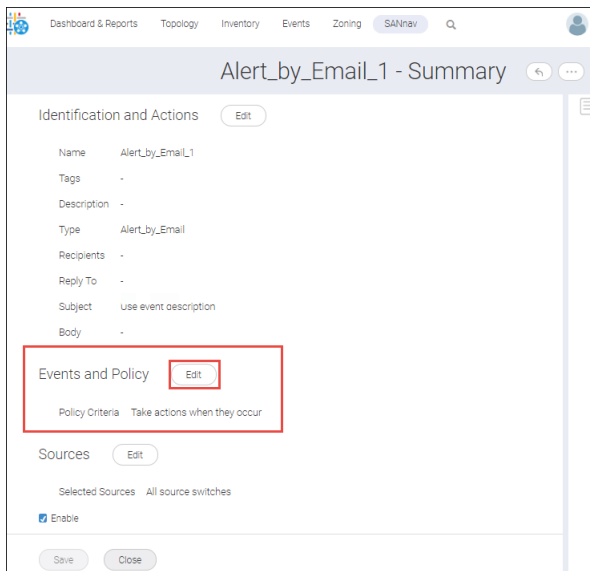 Dashboard & Reports Topology Inventory Events Zoning SANnav
Alert_by_Email_1 - Summary
Identification and Actions Edit
Name Alert_by_Email_1
Tags -
Description -
Type Alert_by_Email
Recipients -
Reply To -
Subject Use event description
Body -
Events and Policy Edit
Policy Criteria Take actions when they occur
Sources Edit
Selected Sources All source switches
Enable
Save Close